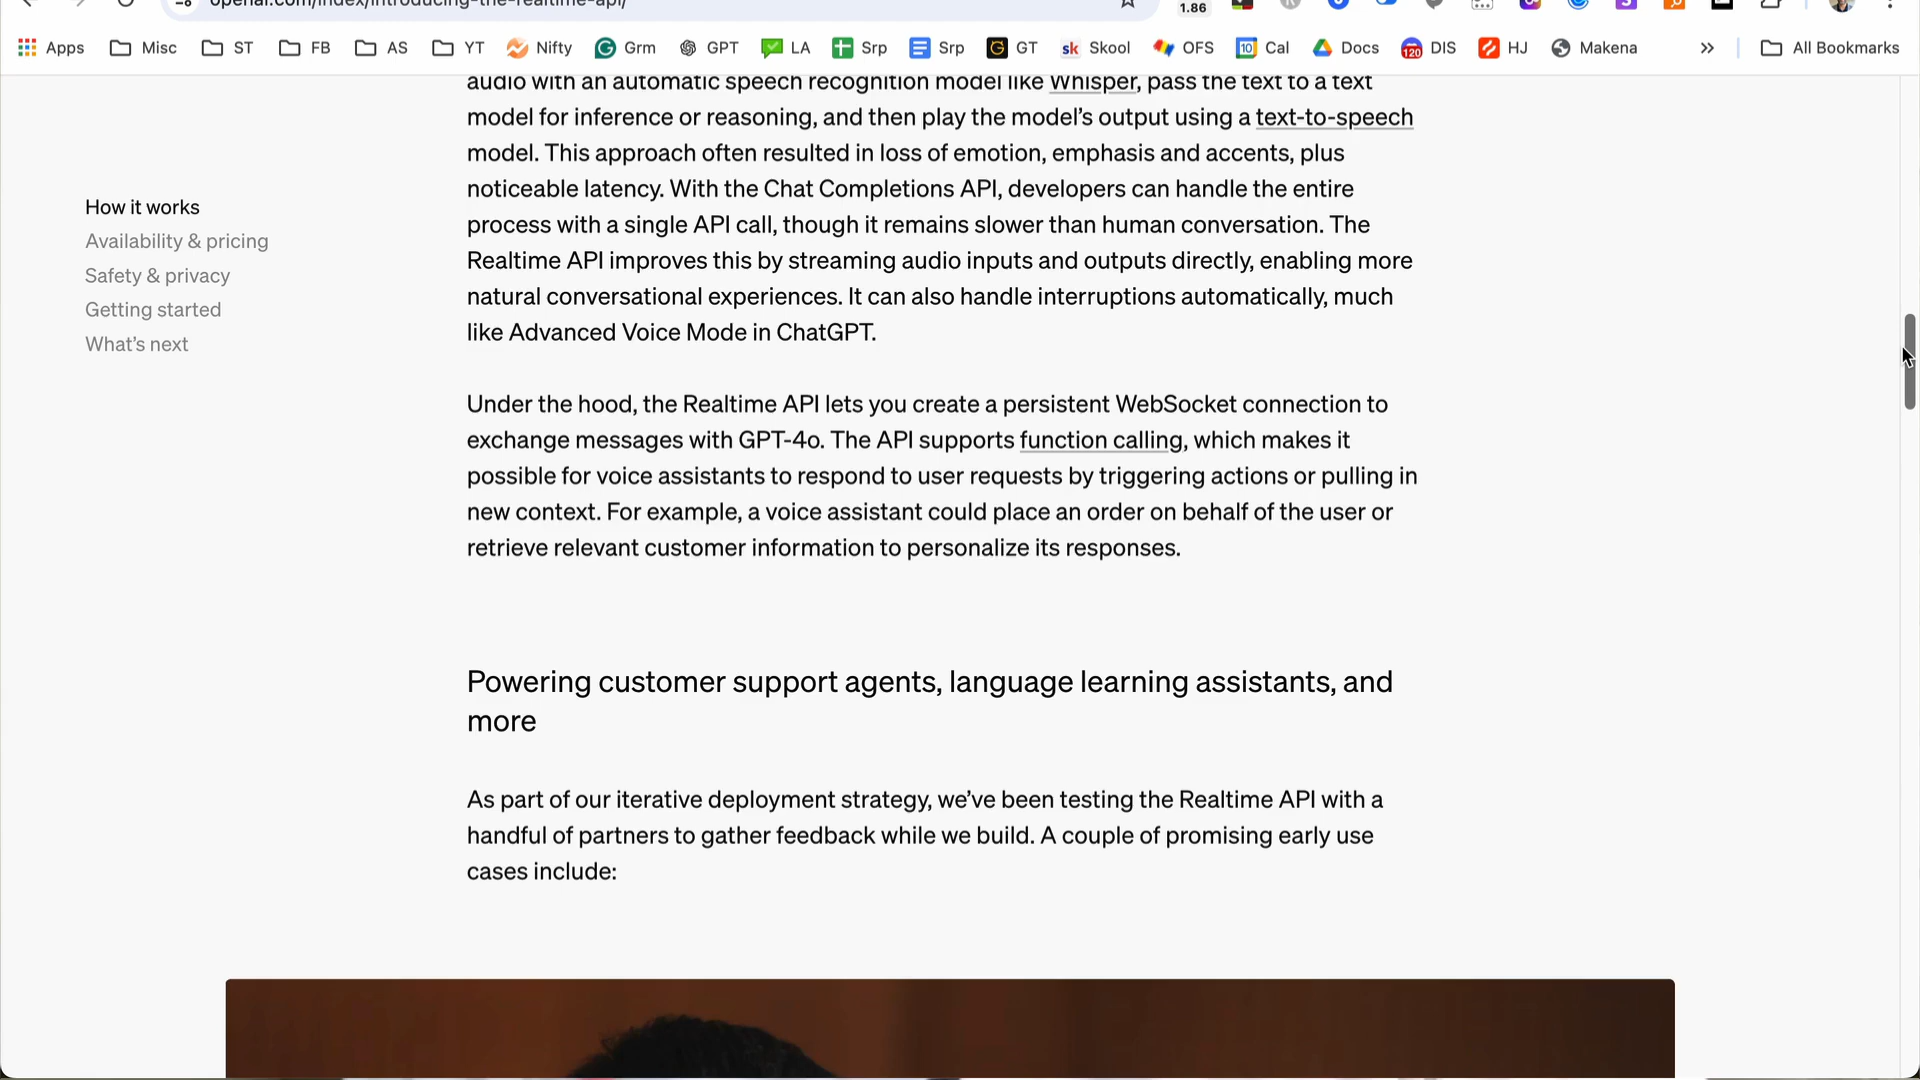 openai.com/index/introducing-the-realtime-api/
1.86
Apps Misc ST FB AS YT Nifty Grm GPT LA Srp Srp GT Skool OFS Cal Docs DIS HJ Makena All Bookmarks
How it works
Availability & pricing
Safety & privacy
Getting started
What’s next
audio with an automatic speech recognition model like Whisper, pass the text to a text
model for inference or reasoning, and then play the model’s output using a text-to-speech
model. This approach often resulted in loss of emotion, emphasis and accents, plus
noticeable latency. With the Chat Completions API, developers can handle the entire
process with a single API call, though it remains slower than human conversation. The
Realtime API improves this by streaming audio inputs and outputs directly, enabling more
natural conversational experiences. It can also handle interruptions automatically, much
like Advanced Voice Mode in ChatGPT.
Under the hood, the Realtime API lets you create a persistent WebSocket connection to
exchange messages with GPT-4o. The API supports function calling, which makes it
possible for voice assistants to respond to user requests by triggering actions or pulling in
new context. For example, a voice assistant could place an order on behalf of the user or
retrieve relevant customer information to personalize its responses.
Powering customer support agents, language learning assistants, and
more
As part of our iterative deployment strategy, we’ve been testing the Realtime API with a
handful of partners to gather feedback while we build. A couple of promising early use
cases include: